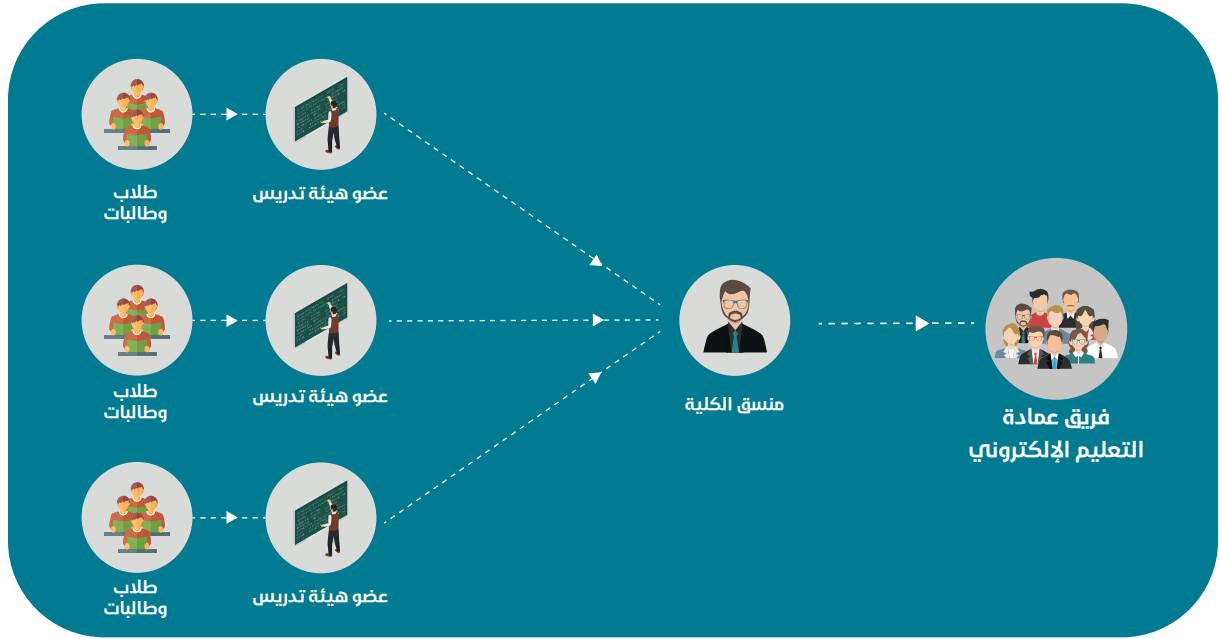 طلاب
وطالبات
عضو هيئة تدريس
طلاب
وطالبات
عضو هيئة تدريس
منسق الكلية
فريق عمادة
التعليم الإلكتروني
طلاب
وطالبات
عضو هيئة تدريس